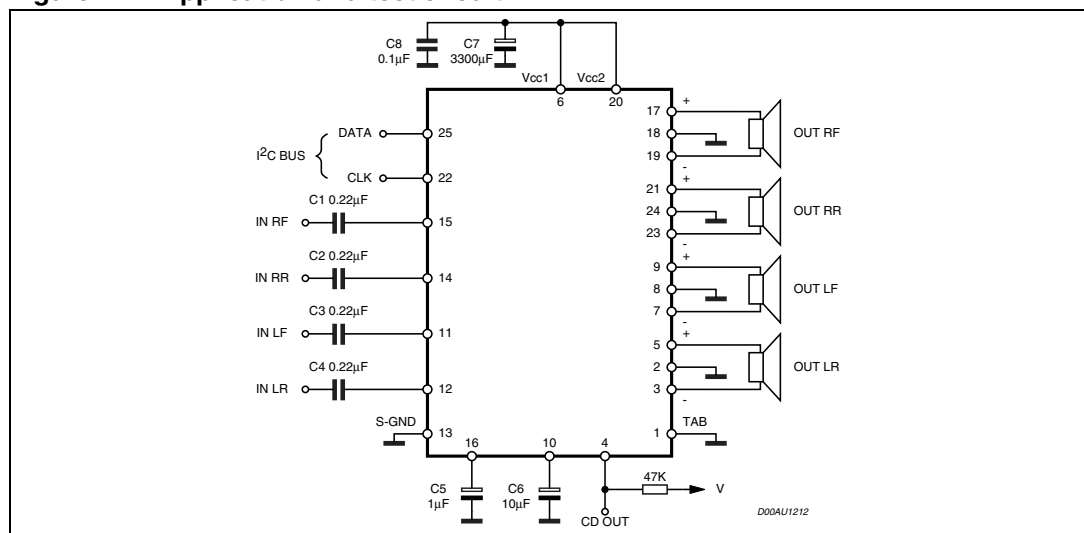 C8
0.1µF
C7
3300µF
Vcc1
Vcc2
6
20
DATA
25
I²C BUS
CLK
22
C1 0.22µF
IN RF
15
C2 0.22µF
IN RR
14
C3 0.22µF
IN LF
11
C4 0.22µF
IN LR
12
S-GND
13
17
+
18
19
-
OUT RF
21
+
24
23
-
OUT RR
9
+
8
7
-
OUT LF
5
+
2
3
-
OUT LR
1
TAB
16
10
4
C5
1µF
C6
10µF
47K
V
CD OUT
D00AU1212